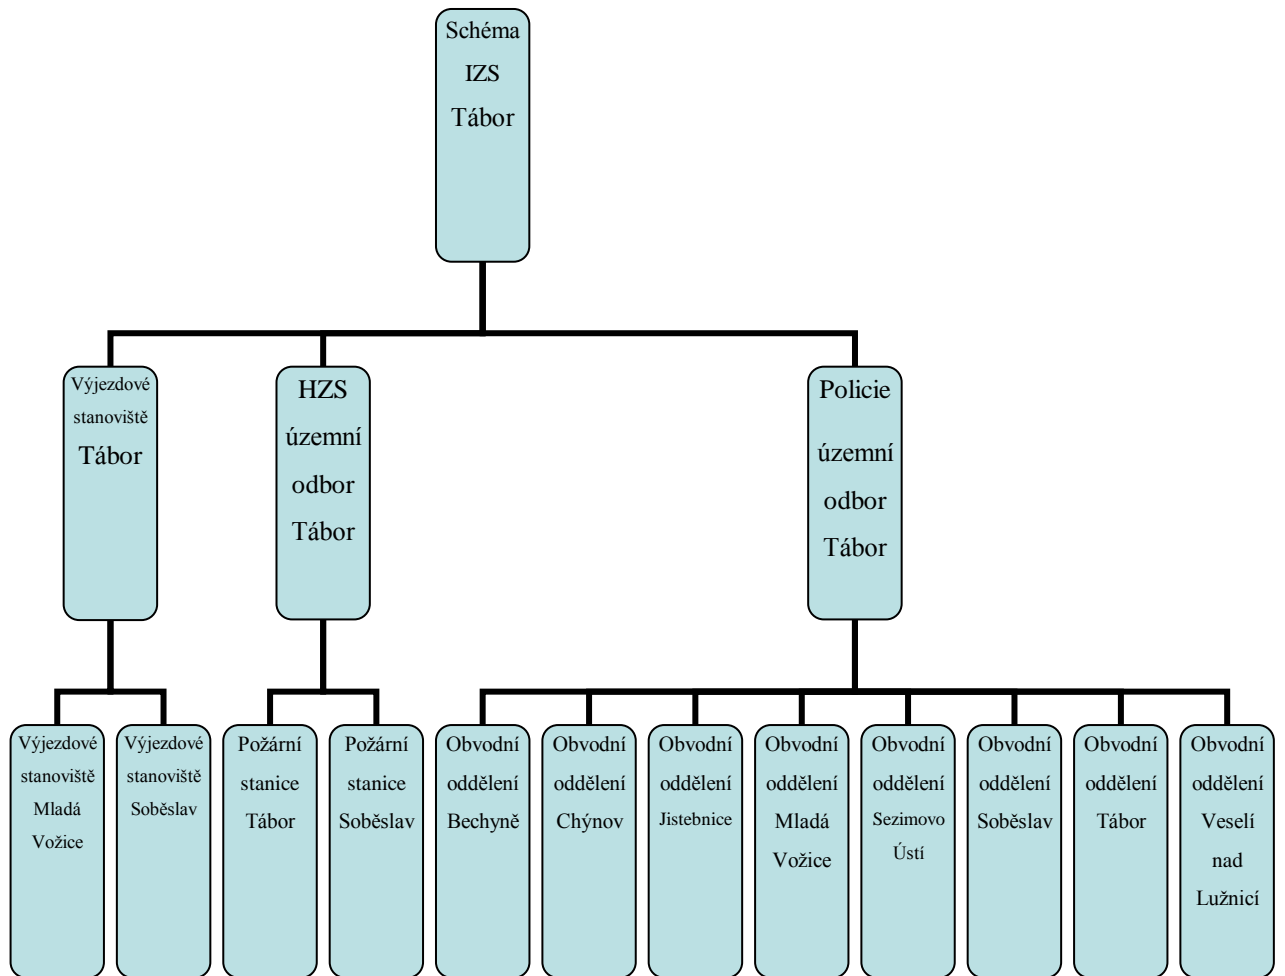 Schéma
IZS
Tábor
Výjezdové
stanoviště
Tábor
HZS
územní
odbor
Tábor
Policie
územní
odbor
Tábor
Výjezdové
stanoviště
Mladá
Vožice
Výjezdové
stanoviště
Soběslav
Požární
stanice
Tábor
Požární
stanice
Soběslav
Obvodní
oddělení
Bechyně
Obvodní
oddělení
Chýnov
Obvodní
oddělení
Jistebnice
Obvodní
oddělení
Mladá
Vožice
Obvodní
oddělení
Sezimovo
Ústí
Obvodní
oddělení
Soběslav
Obvodní
oddělení
Tábor
Obvodní
oddělení
Veselí
nad
Lužnicí